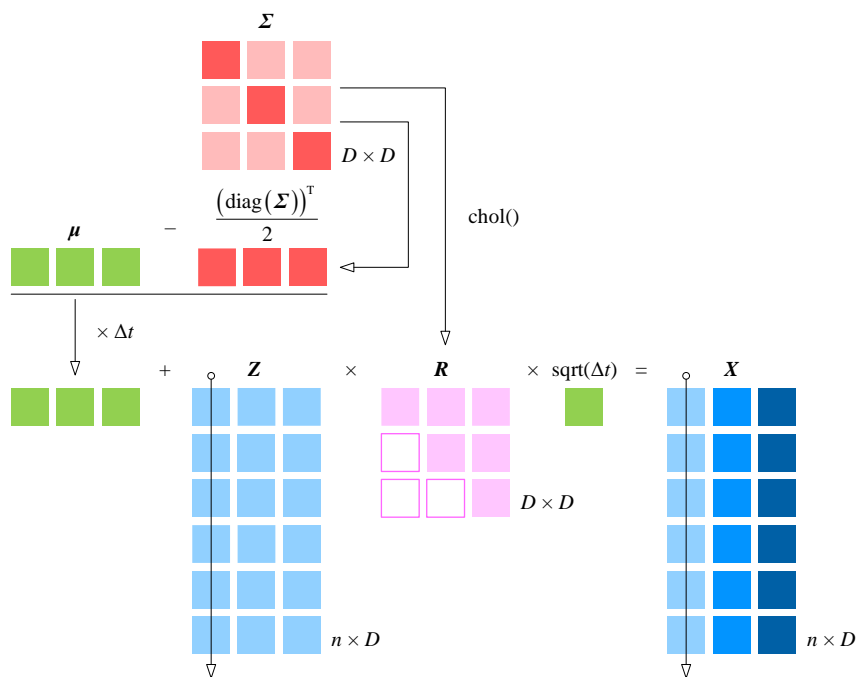 Σ
D × D
μ − (diag(Σ))ᵀ / 2
chol()
× Δt
+ Z × R × sqrt(Δt) = X
D × D
n × D
n × D